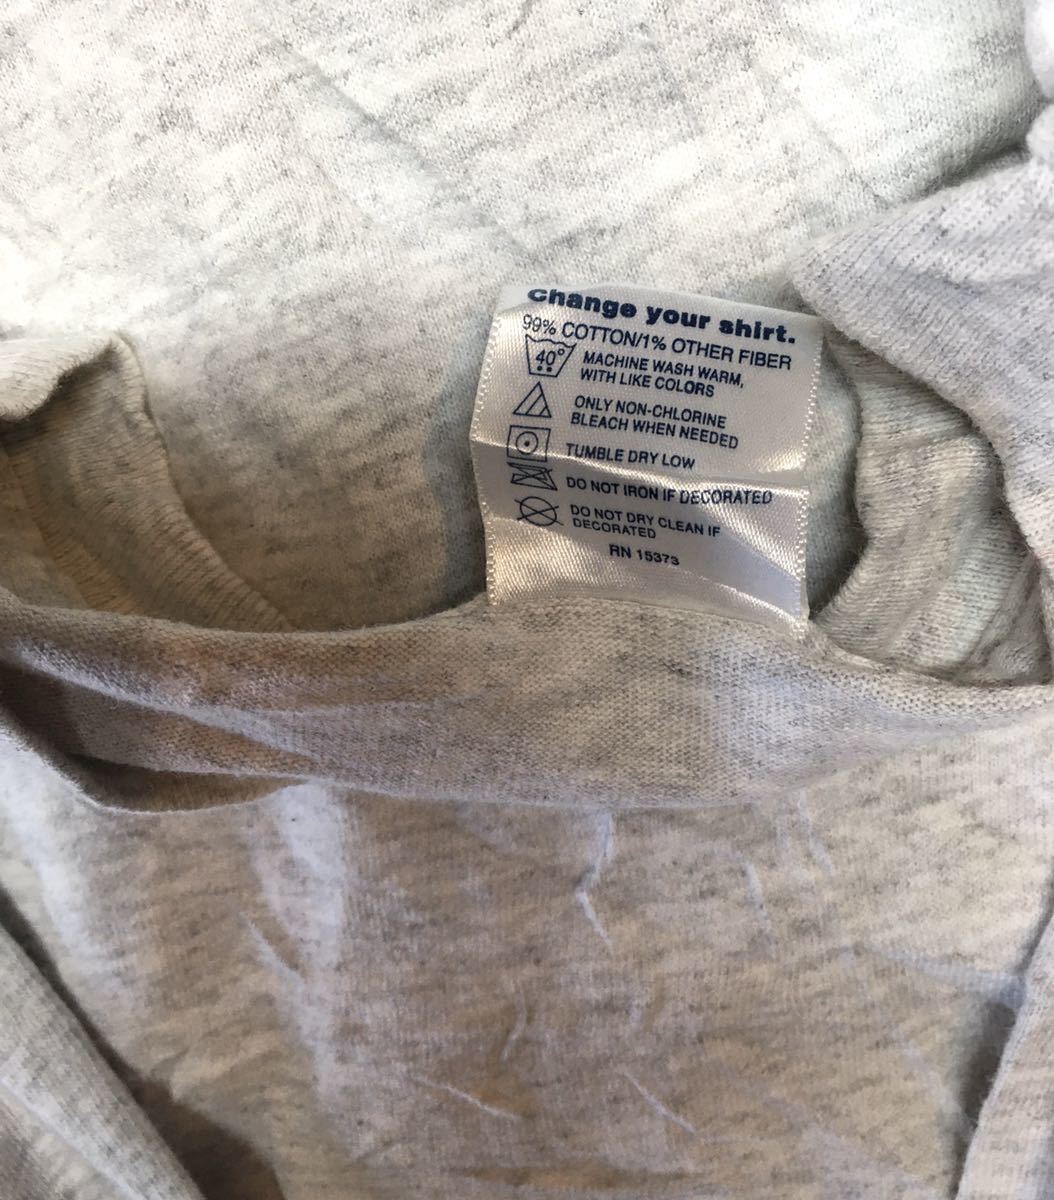 change your shirt.
99% COTTON/1% OTHER FIBER
40°
MACHINE WASH WARM,
WITH LIKE COLORS
ONLY NON-CHLORINE
BLEACH WHEN NEEDED
TUMBLE DRY LOW
DO NOT IRON IF DECORATED
DO NOT DRY CLEAN IF
DECORATED
RN 15373